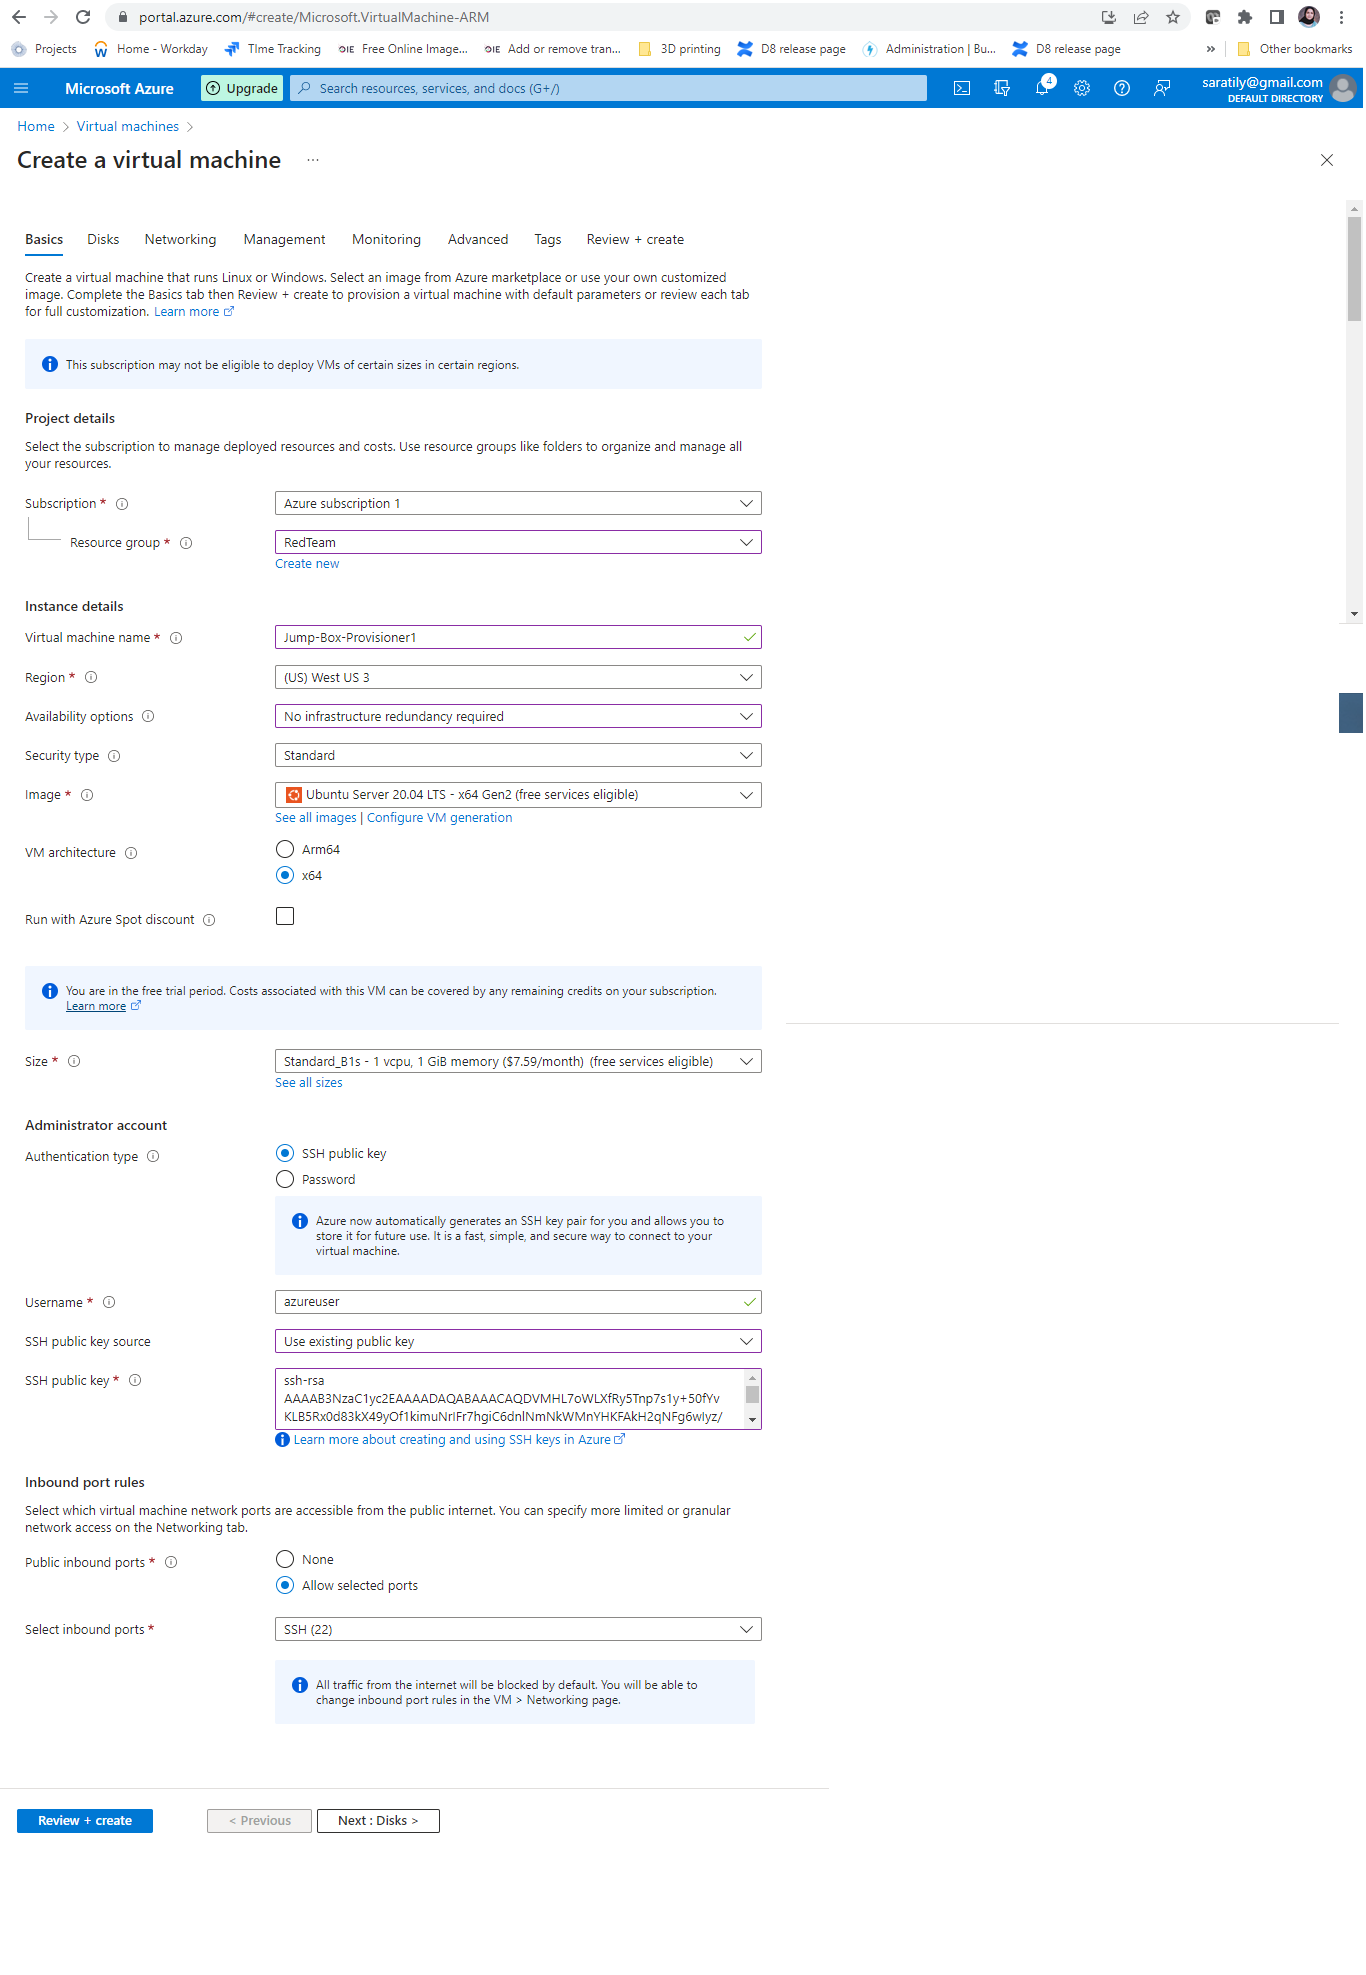 portal.azure.com/#create/Microsoft.VirtualMachine-ARM
Projects Home - Workday TIme Tracking OIE Free Online Image... OIE Add or remove tran... 3D printing D8 release page Administration | Bu... D8 release page » Other bookmarks
Microsoft Azure Upgrade Search resources, services, and docs (G+/) 4 saratily@gmail.com
DEFAULT DIRECTORY
Home > Virtual machines >
Create a virtual machine ...
Basics Disks Networking Management Monitoring Advanced Tags Review + create
Create a virtual machine that runs Linux or Windows. Select an image from Azure marketplace or use your own customized
image. Complete the Basics tab then Review + create to provision a virtual machine with default parameters or review each tab
for full customization. Learn more
This subscription may not be eligible to deploy VMs of certain sizes in certain regions.
Project details
Select the subscription to manage deployed resources and costs. Use resource groups like folders to organize and manage all
your resources.
Subscription * Azure subscription 1
Resource group * RedTeam
Create new
Instance details
Virtual machine name * Jump-Box-Provisioner1
Region * (US) West US 3
Availability options No infrastructure redundancy required
Security type Standard
Image * Ubuntu Server 20.04 LTS - x64 Gen2 (free services eligible)
See all images | Configure VM generation
VM architecture Arm64
x64
Run with Azure Spot discount
You are in the free trial period. Costs associated with this VM can be covered by any remaining credits on your subscription.
Learn more
Size * Standard_B1s - 1 vcpu, 1 GiB memory ($7.59/month) (free services eligible)
See all sizes
Administrator account
Authentication type SSH public key
Password
Azure now automatically generates an SSH key pair for you and allows you to
store it for future use. It is a fast, simple, and secure way to connect to your
virtual machine.
Username * azureuser
SSH public key source Use existing public key
SSH public key * ssh-rsa
AAAAB3NzaC1yc2EAAAADAQABAAACAQDVMHL7oWLXfRy5Tnp7s1y+50fYv
KLB5Rx0d83kX49yOf1kimuNrIFr7hgiC6dnlNmNkWMnYHKFAkH2qNFg6wIyz/
Learn more about creating and using SSH keys in Azure
Inbound port rules
Select which virtual machine network ports are accessible from the public internet. You can specify more limited or granular
network access on the Networking tab.
Public inbound ports * None
Allow selected ports
Select inbound ports * SSH (22)
All traffic from the internet will be blocked by default. You will be able to
change inbound port rules in the VM > Networking page.
Review + create < Previous Next : Disks >